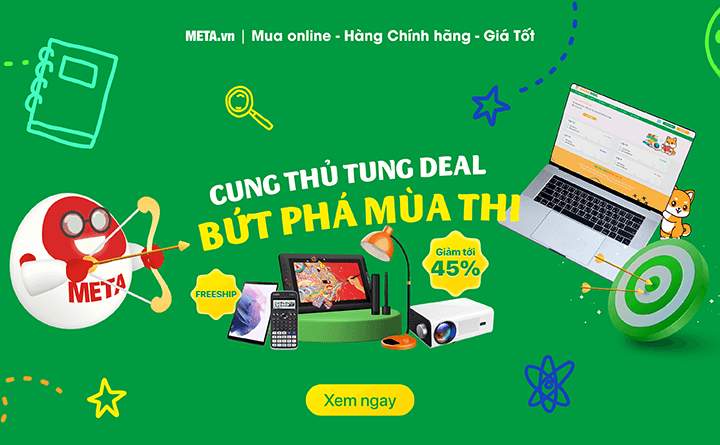 META.vn | Mua online - Hàng Chính hãng - Giá Tốt
CUNG THỦ TUNG DEAL
BỨT PHÁ MÙA THI
META
FREESHIP
Giảm tới
45%
Xem ngay